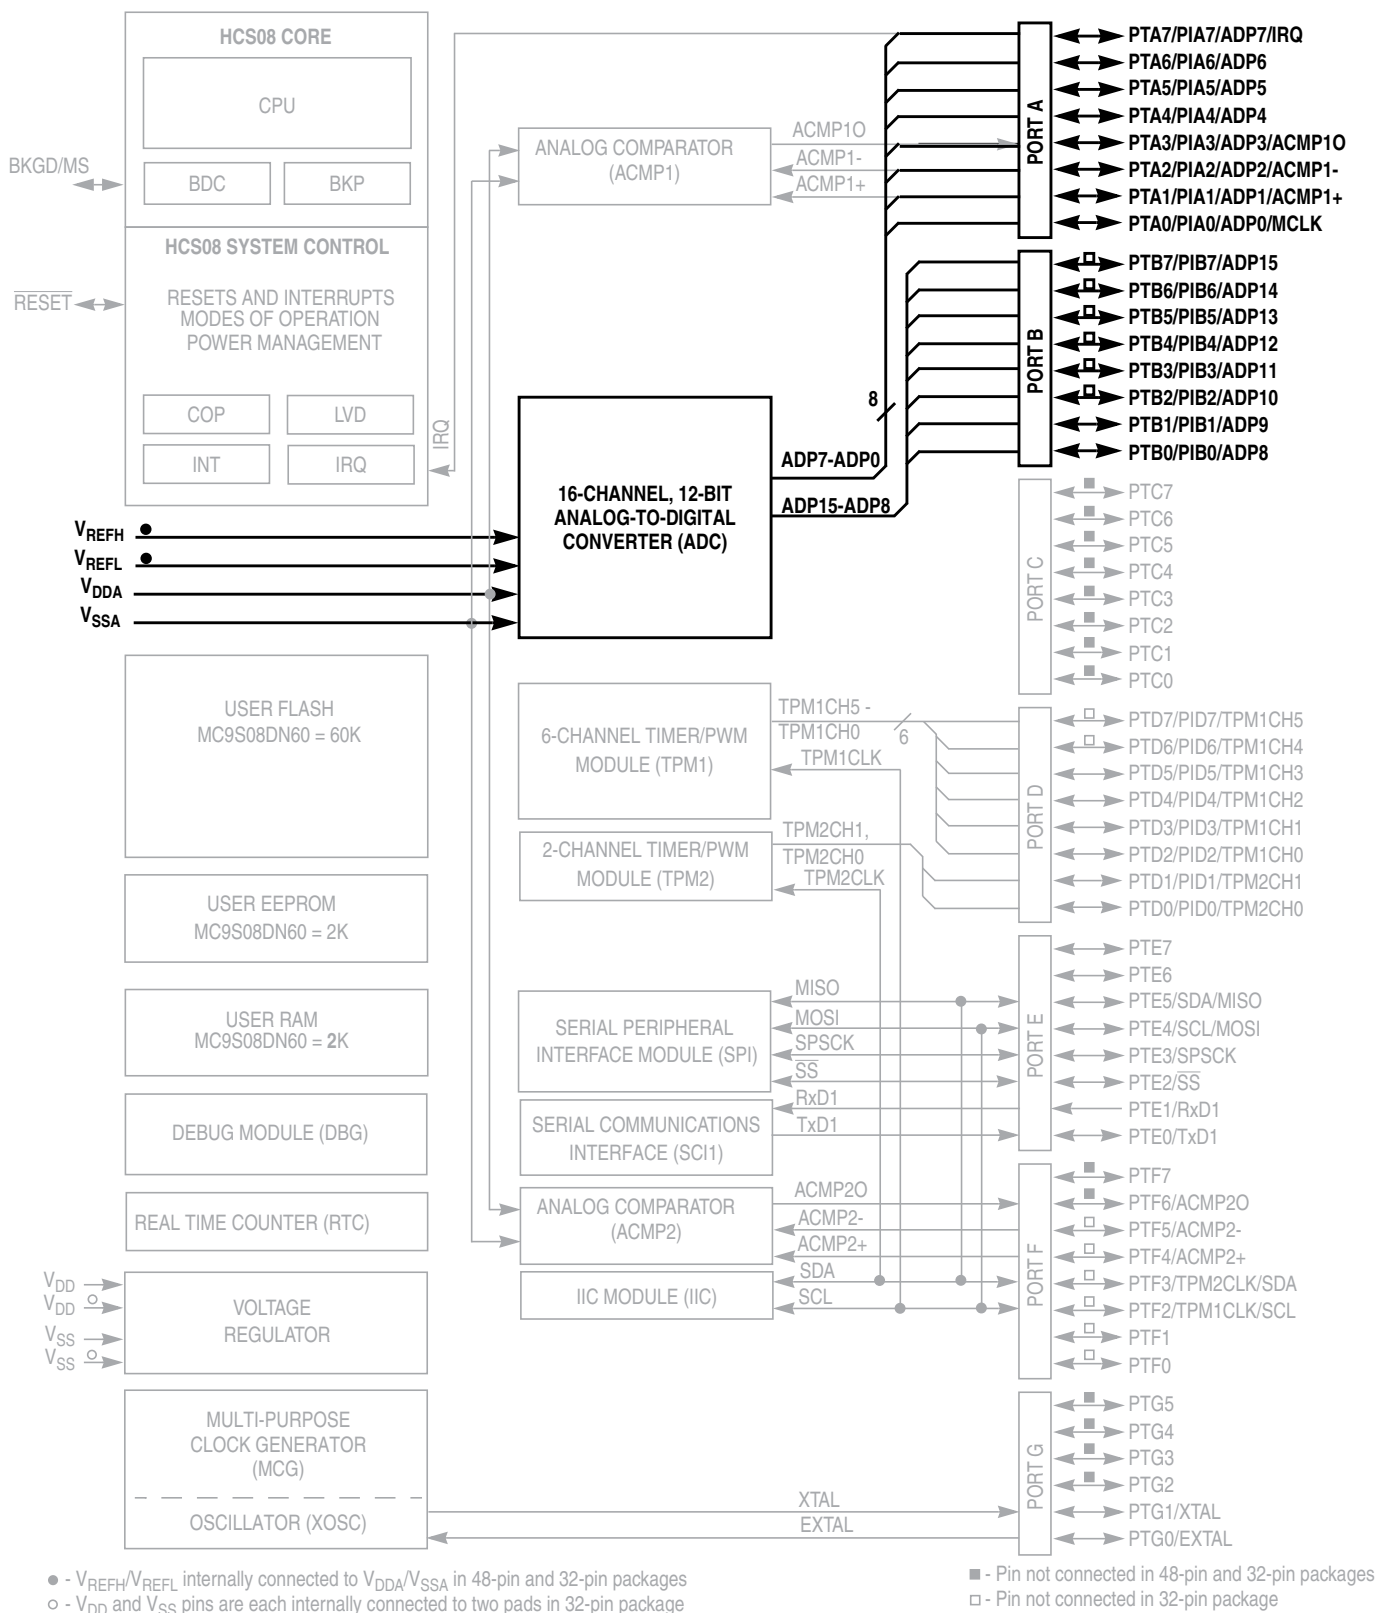 HCS08 CORE
CPU
BDC
BKP
BKGD/MS
HCS08 SYSTEM CONTROL
RESETS AND INTERRUPTS
MODES OF OPERATION
POWER MANAGEMENT
RESET
COP
LVD
INT
IRQ
IRQ
VREFH
VREFL
VDDA
VSSA
USER FLASH
MC9S08DN60 = 60K
USER EEPROM
MC9S08DN60 = 2K
USER RAM
MC9S08DN60 = 2K
DEBUG MODULE (DBG)
REAL TIME COUNTER (RTC)
VDD
VDD
VSS
VSS
VOLTAGE
REGULATOR
MULTI-PURPOSE
CLOCK GENERATOR
(MCG)
OSCILLATOR (XOSC)
ANALOG COMPARATOR
(ACMP1)
ACMP1O
ACMP1-
ACMP1+
16-CHANNEL, 12-BIT
ANALOG-TO-DIGITAL
CONVERTER (ADC)
8
ADP7-ADP0
ADP15-ADP8
6-CHANNEL TIMER/PWM
MODULE (TPM1)
TPM1CH5 -
TPM1CH0
6
TPM1CLK
2-CHANNEL TIMER/PWM
MODULE (TPM2)
TPM2CH1,
TPM2CH0
TPM2CLK
SERIAL PERIPHERAL
INTERFACE MODULE (SPI)
MISO
MOSI
SPSCK
SS
SERIAL COMMUNICATIONS
INTERFACE (SCI1)
RxD1
TxD1
ANALOG COMPARATOR
(ACMP2)
ACMP2O
ACMP2-
ACMP2+
IIC MODULE (IIC)
SDA
SCL
XTAL
EXTAL
PORT A
PTA7/PIA7/ADP7/IRQ
PTA6/PIA6/ADP6
PTA5/PIA5/ADP5
PTA4/PIA4/ADP4
PTA3/PIA3/ADP3/ACMP1O
PTA2/PIA2/ADP2/ACMP1-
PTA1/PIA1/ADP1/ACMP1+
PTA0/PIA0/ADP0/MCLK
PORT B
PTB7/PIB7/ADP15
PTB6/PIB6/ADP14
PTB5/PIB5/ADP13
PTB4/PIB4/ADP12
PTB3/PIB3/ADP11
PTB2/PIB2/ADP10
PTB1/PIB1/ADP9
PTB0/PIB0/ADP8
PORT C
PTC7
PTC6
PTC5
PTC4
PTC3
PTC2
PTC1
PTC0
PORT D
PTD7/PID7/TPM1CH5
PTD6/PID6/TPM1CH4
PTD5/PID5/TPM1CH3
PTD4/PID4/TPM1CH2
PTD3/PID3/TPM1CH1
PTD2/PID2/TPM1CH0
PTD1/PID1/TPM2CH1
PTD0/PID0/TPM2CH0
PORT E
PTE7
PTE6
PTE5/SDA/MISO
PTE4/SCL/MOSI
PTE3/SPSCK
PTE2/SS
PTE1/RxD1
PTE0/TxD1
PORT F
PTF7
PTF6/ACMP2O
PTF5/ACMP2-
PTF4/ACMP2+
PTF3/TPM2CLK/SDA
PTF2/TPM1CLK/SCL
PTF1
PTF0
PORT G
PTG5
PTG4
PTG3
PTG2
PTG1/XTAL
PTG0/EXTAL
● - VREFH/VREFL internally connected to VDDA/VSSA in 48-pin and 32-pin packages
○ - VDD and VSS pins are each internally connected to two pads in 32-pin package
■ - Pin not connected in 48-pin and 32-pin packages
□ - Pin not connected in 32-pin package